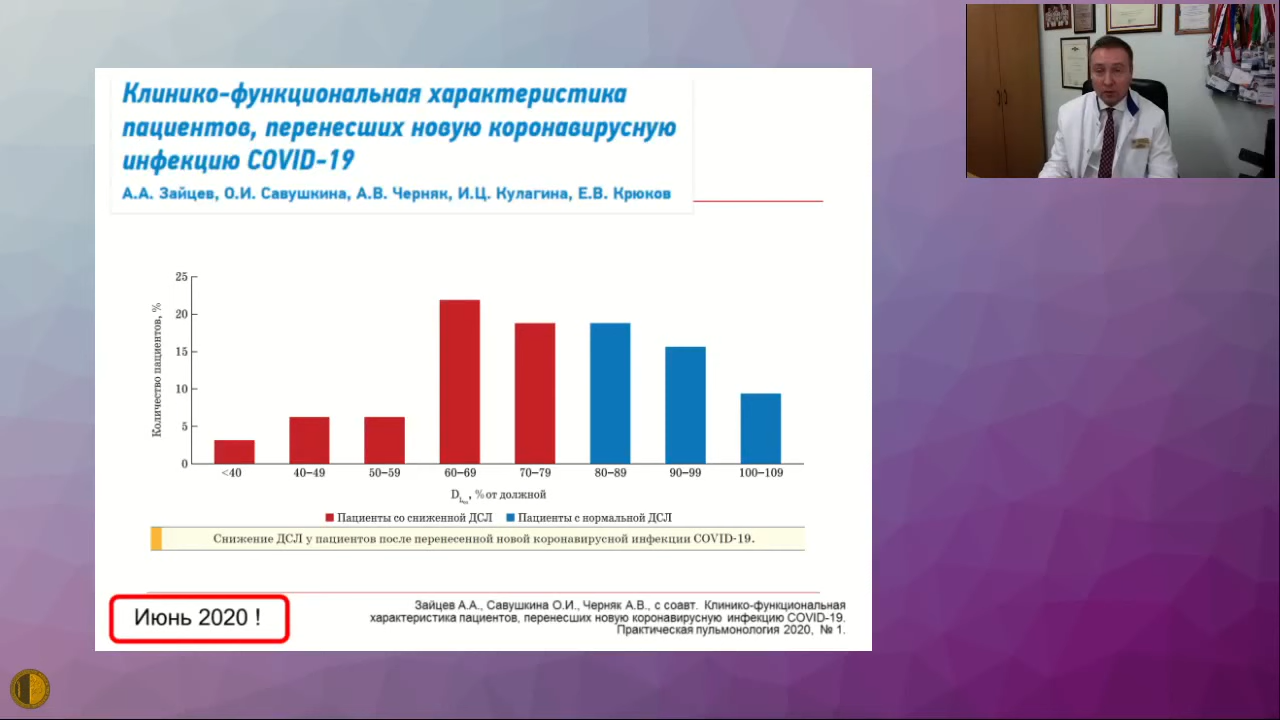 Клинико-функциональная характеристика
пациентов, перенесших новую коронавирусную
инфекцию COVID-19
А.А. Зайцев, О.И. Савушкина, А.В. Черняк, И.Ц. Кулагина, Е.В. Крюков
Количество пациентов, %
25
20
15
10
5
0
<40 40–49 50–59 60–69 70–79 80–89 90–99 100–109
D, % от должной
Пациенты со сниженной ДСЛ Пациенты с нормальной ДСЛ
Снижение ДСЛ у пациентов после перенесенной новой коронавирусной инфекции COVID-19.
Июнь 2020 !
Зайцев А.А., Савушкина О.И., Черняк А.В., с соавт. Клинико-функциональная
характеристика пациентов, перенесших новую коронавирусную инфекцию COVID-19.
Практическая пульмонология 2020, № 1.